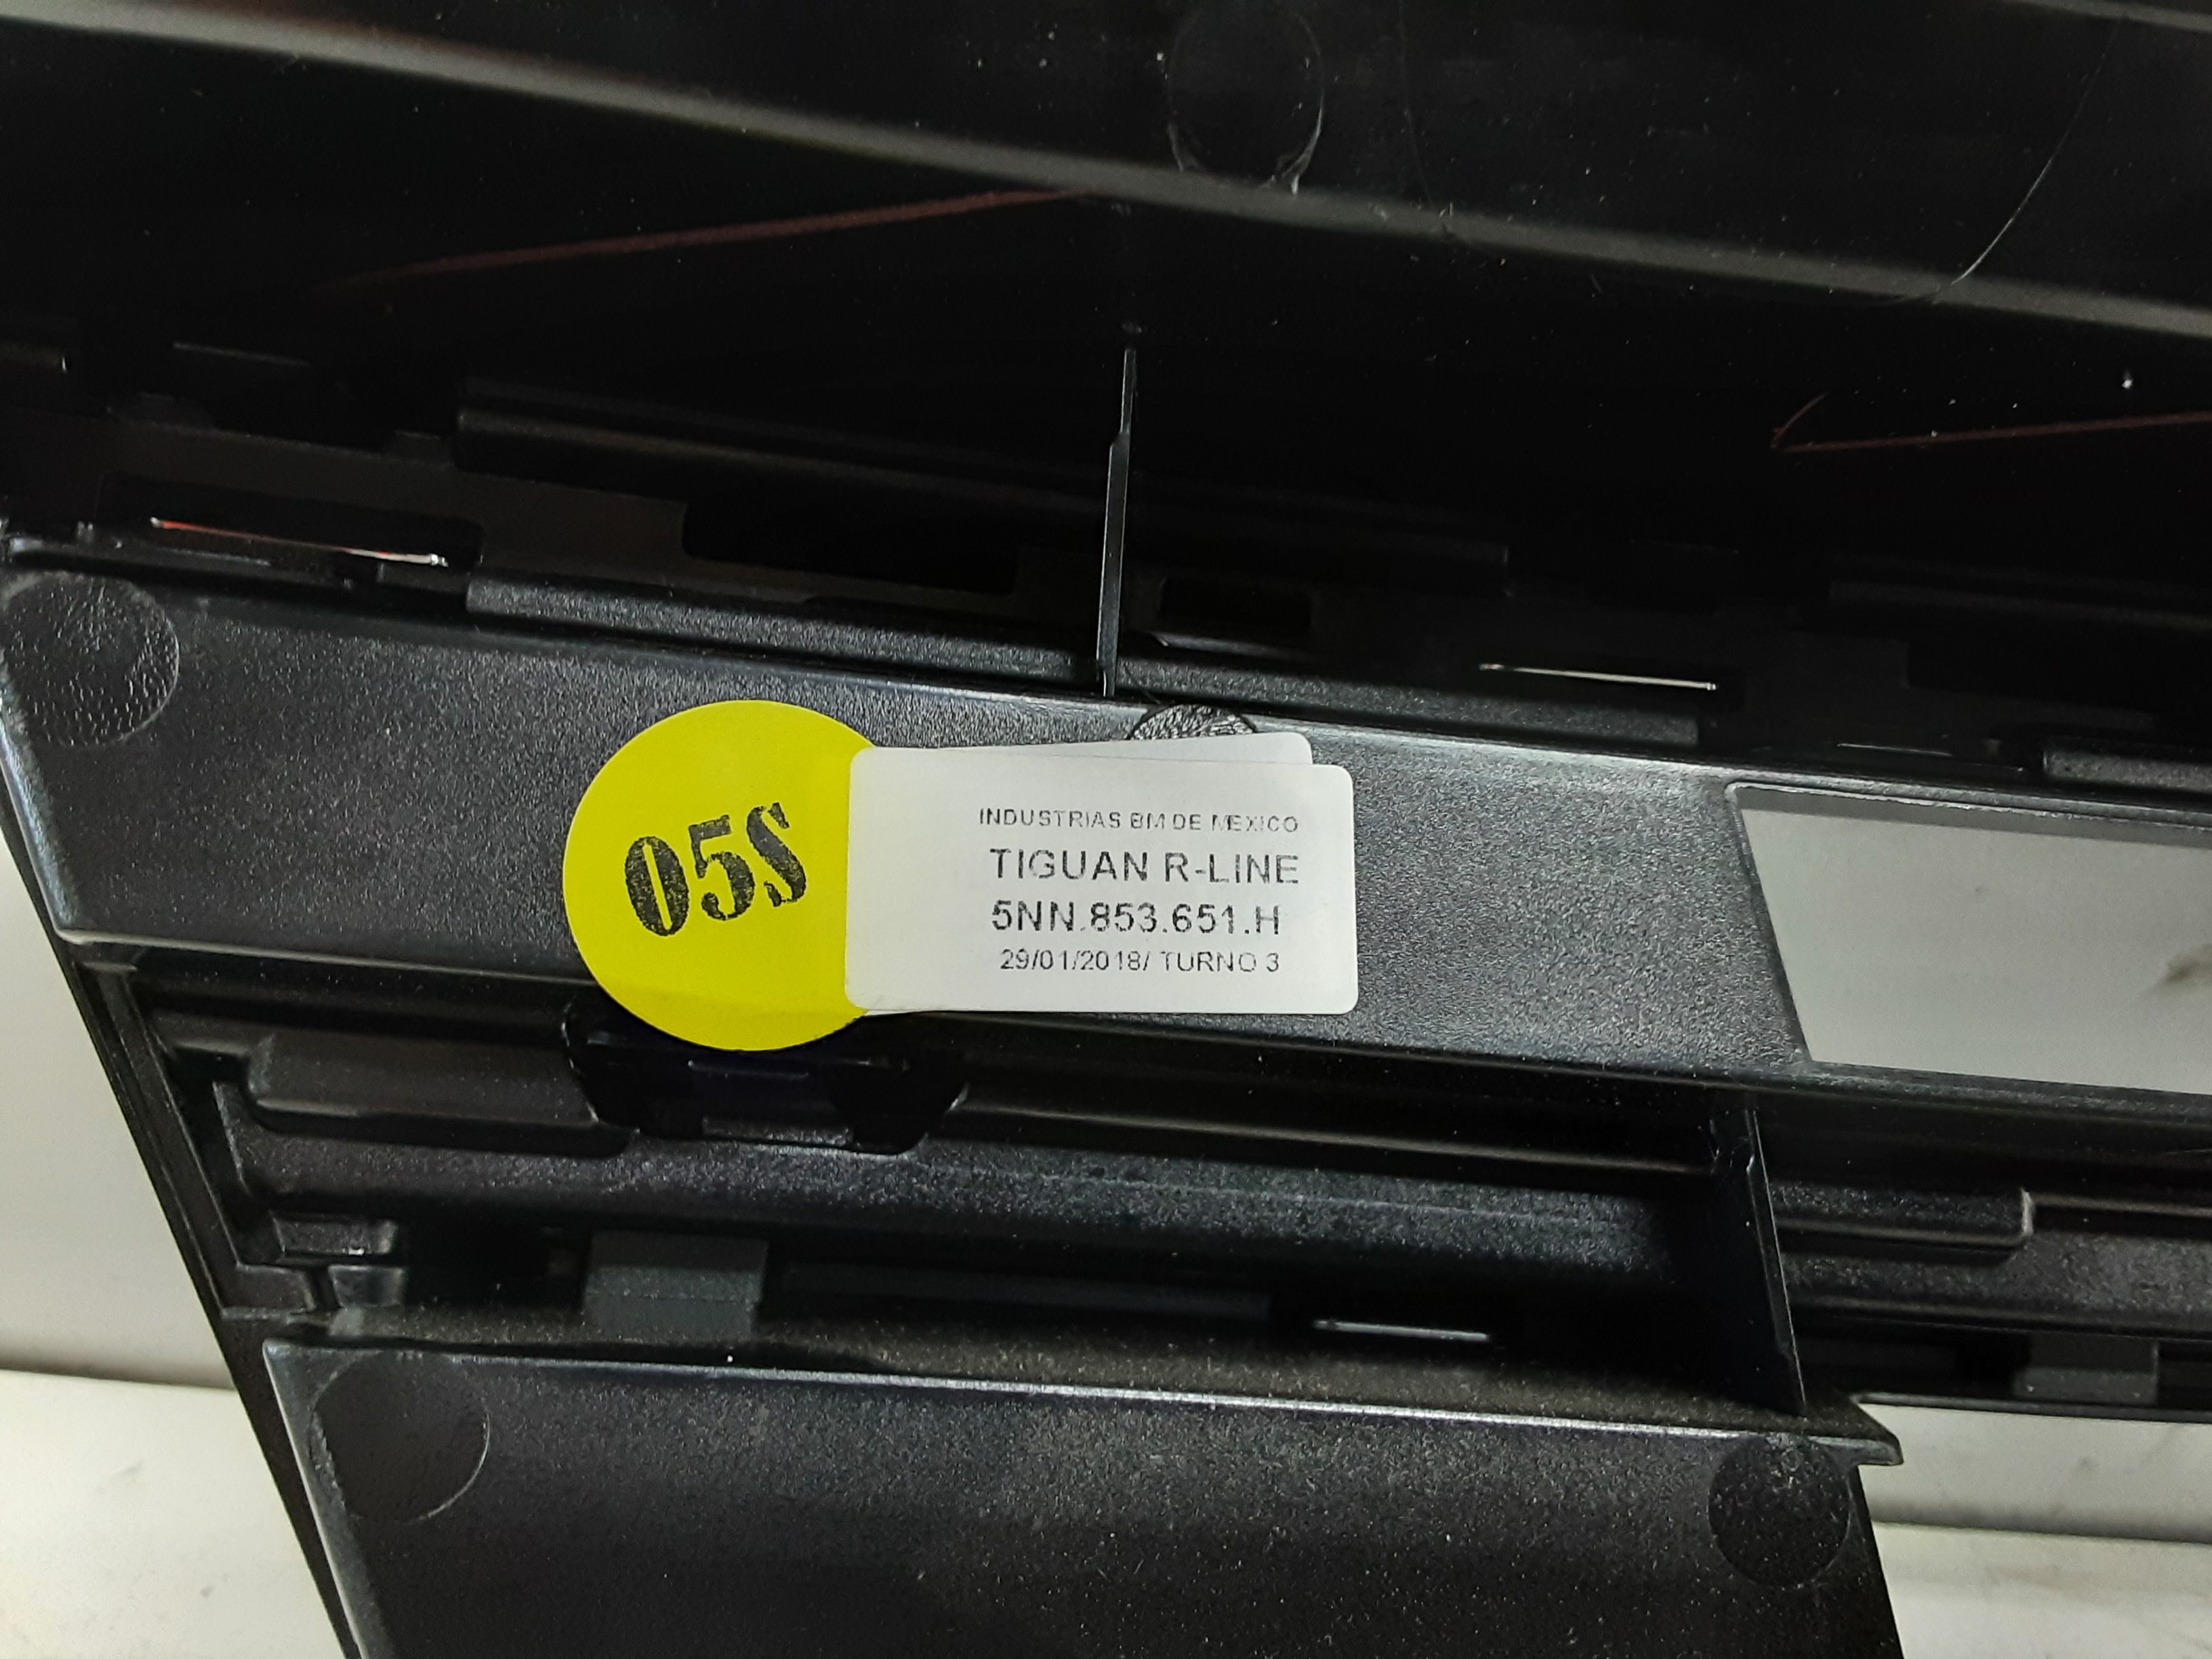 05S
INDUSTRIAS BM DE MEXICO
TIGUAN R-LINE
5NN.853.651.H
29/01/2018/ TURNO 3